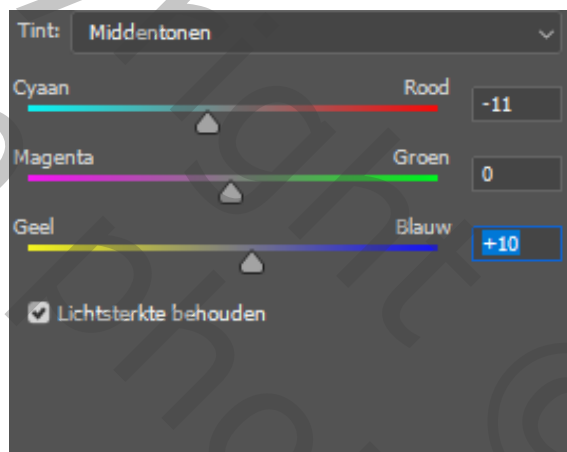 Tint: Middentonen
Cyaan Rood -11
Magenta Groen 0
Geel Blauw +10
Lichtsterkte behouden